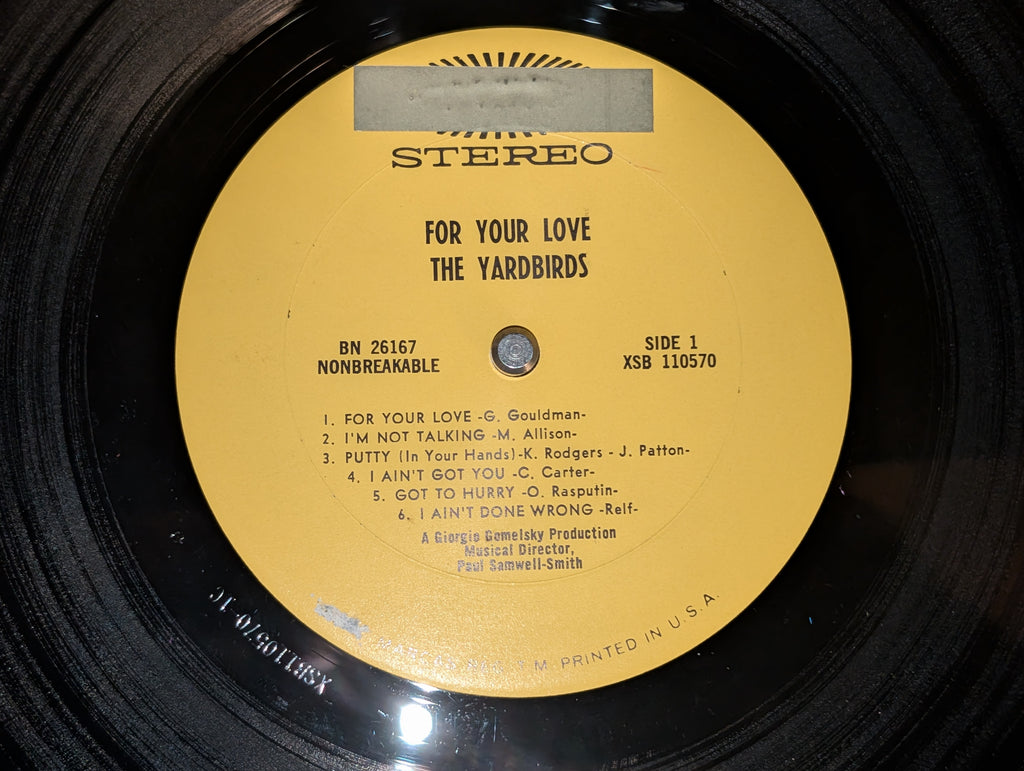 STEREO
FOR YOUR LOVE
THE YARDBIRDS
BN 26167
NONBREAKABLE
SIDE 1
XSB 110570
1. FOR YOUR LOVE -G. Gouldman-
2. I'M NOT TALKING -M. Allison-
3. PUTTY (In Your Hands)-K. Rodgers - J. Patton-
4. I AIN'T GOT YOU -C. Carter-
5. GOT TO HURRY -O. Rasputin-
6. I AIN'T DONE WRONG -Relf-
A Giorgio Gomelsky Production
Musical Director,
Paul Samwell-Smith
PRINTED IN U.S.A.
XSB110570-1C